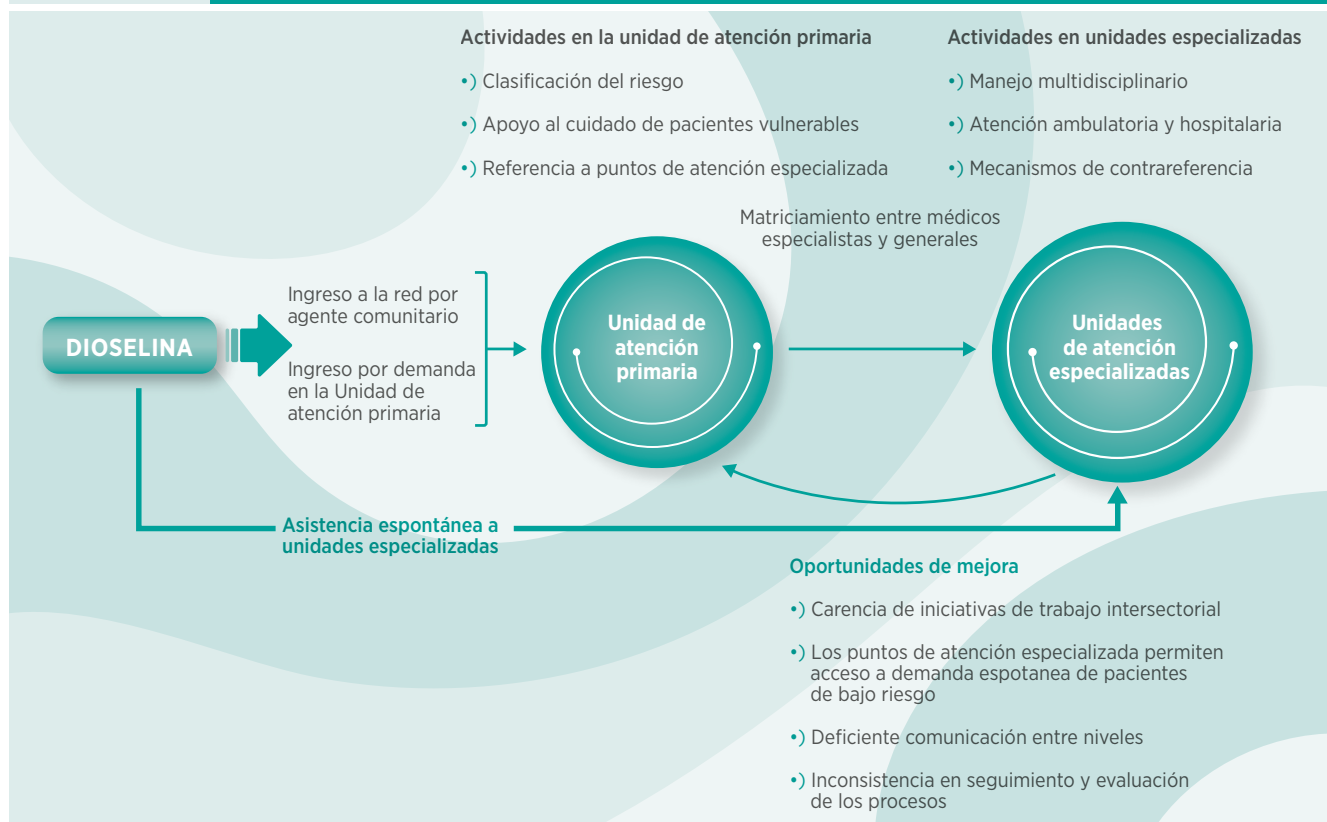 Actividades en la unidad de atención primaria
•) Clasificación del riesgo
•) Apoyo al cuidado de pacientes vulnerables
•) Referencia a puntos de atención especializada
Actividades en unidades especializadas
•) Manejo multidisciplinario
•) Atención ambulatoria y hospitalaria
•) Mecanismos de contrareferencia
Matriciamiento entre médicos
especialistas y generales
DIOSELINA
Ingreso a la red por
agente comunitario
Ingreso por demanda
en la Unidad de
atención primaria
Unidad de
atención
primaria
Unidades
de atención
especializadas
Asistencia espontánea a
unidades especializadas
Oportunidades de mejora
•) Carencia de iniciativas de trabajo intersectorial
•) Los puntos de atención especializada permiten
acceso a demanda espotanea de pacientes
de bajo riesgo
•) Deficiente comunicación entre niveles
•) Inconsistencia en seguimiento y evaluación
de los procesos